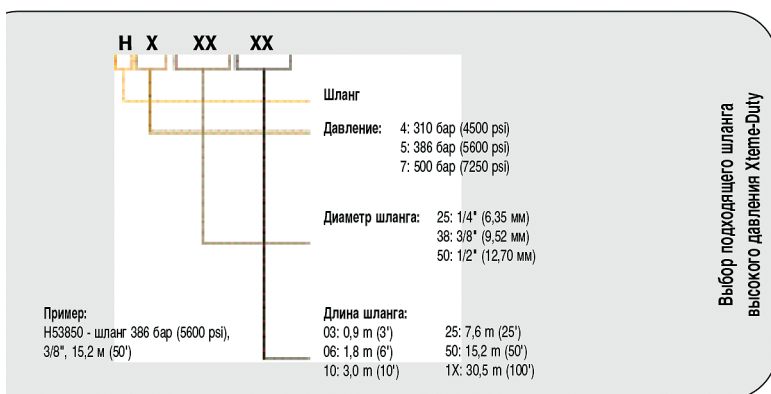 H X XX XX
Шланг
Давление: 4: 310 бар (4500 psi)
5: 386 бар (5600 psi)
7: 500 бар (7250 psi)
Диаметр шланга: 25: 1/4" (6,35 мм)
38: 3/8" (9,52 мм)
50: 1/2" (12,70 мм)
Пример:
H53850 - шланг 386 бар (5600 psi),
3/8", 15,2 м (50')
Длина шланга:
03: 0,9 m (3') 25: 7,6 m (25')
06: 1,8 m (6') 50: 15,2 m (50')
10: 3,0 m (10') 1X: 30,5 m (100')
Выбор подходящего шланга
высокого давления Xteme-Duty